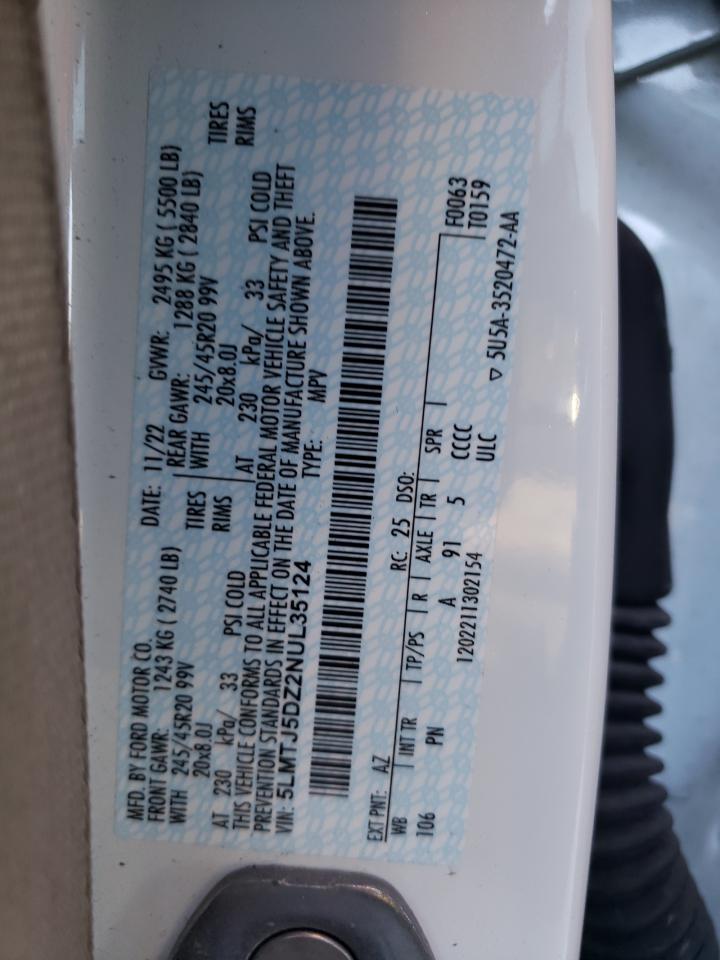 MFD. BY FORD MOTOR CO.
DATE: 11/22 GVWR: 2495 KG ( 5500 LB)
FRONT GAWR: 1243 KG ( 2740 LB)
REAR GAWR: 1288 KG ( 2840 LB)
WITH 245/45R20 99V TIRES
WITH 245/45R20 99V TIRES
20x8.0J RIMS
20x8.0J RIMS
AT 230 kPa/ 33 PSI COLD
AT 230 kPa/ 33 PSI COLD
THIS VEHICLE CONFORMS TO ALL APPLICABLE FEDERAL MOTOR VEHICLE SAFETY AND THEFT
PREVENTION STANDARDS IN EFFECT ON THE DATE OF MANUFACTURE SHOWN ABOVE.
VIN: 5LMTJ5DZ2NUL35124 TYPE: MPV
EXT PNT: AZ RC: 25 DSO:
WB INT TR TP/PS R AXLE TR SPR
106 PN A 91 5 CCCC F0063
ULC T0159
1202211302154
▽ 5U5A-3520472-AA